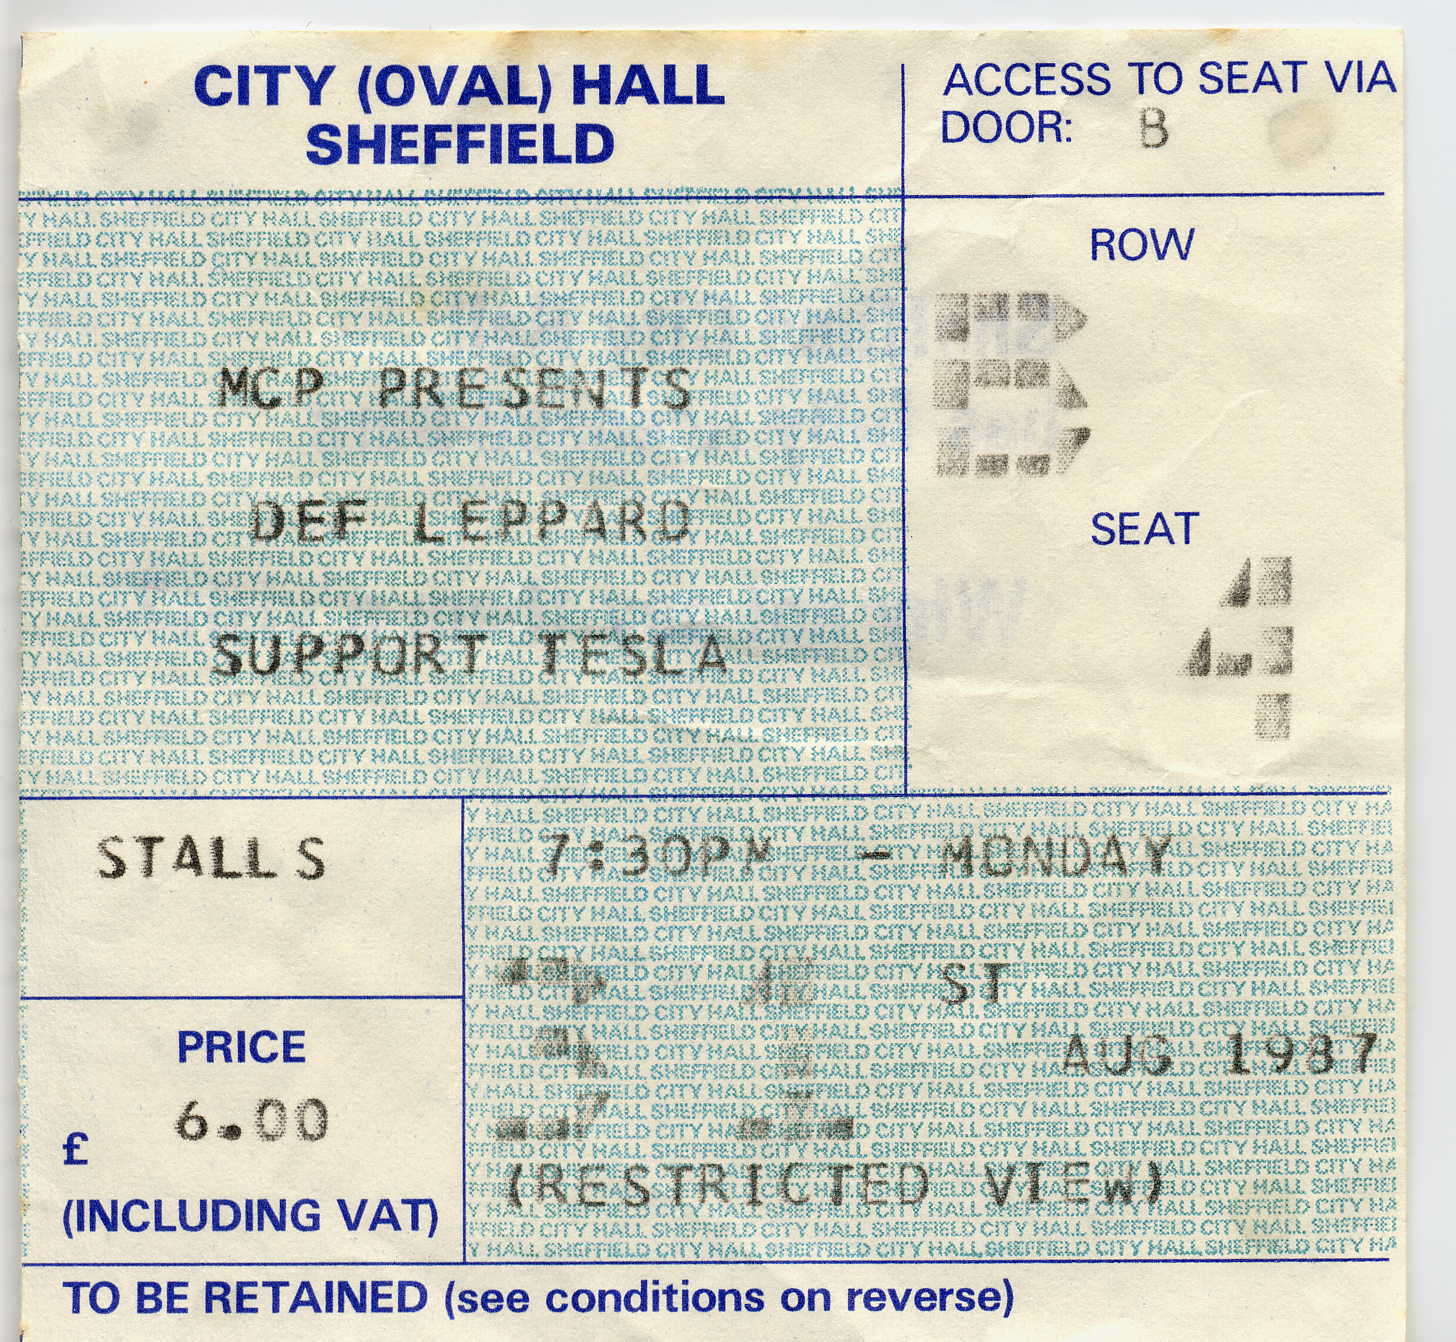 CITY (OVAL) HALL
SHEFFIELD
ACCESS TO SEAT VIA
DOOR: B
ROW
B
SEAT
4
MCP PRESENTS
DEF LEPPARD
SUPPORT TESLA
STALLS
7:30PM - MONDAY
31 ST
AUG 1987
(RESTRICTED VIEW)
PRICE
£ 6.00
(INCLUDING VAT)
TO BE RETAINED (see conditions on reverse)